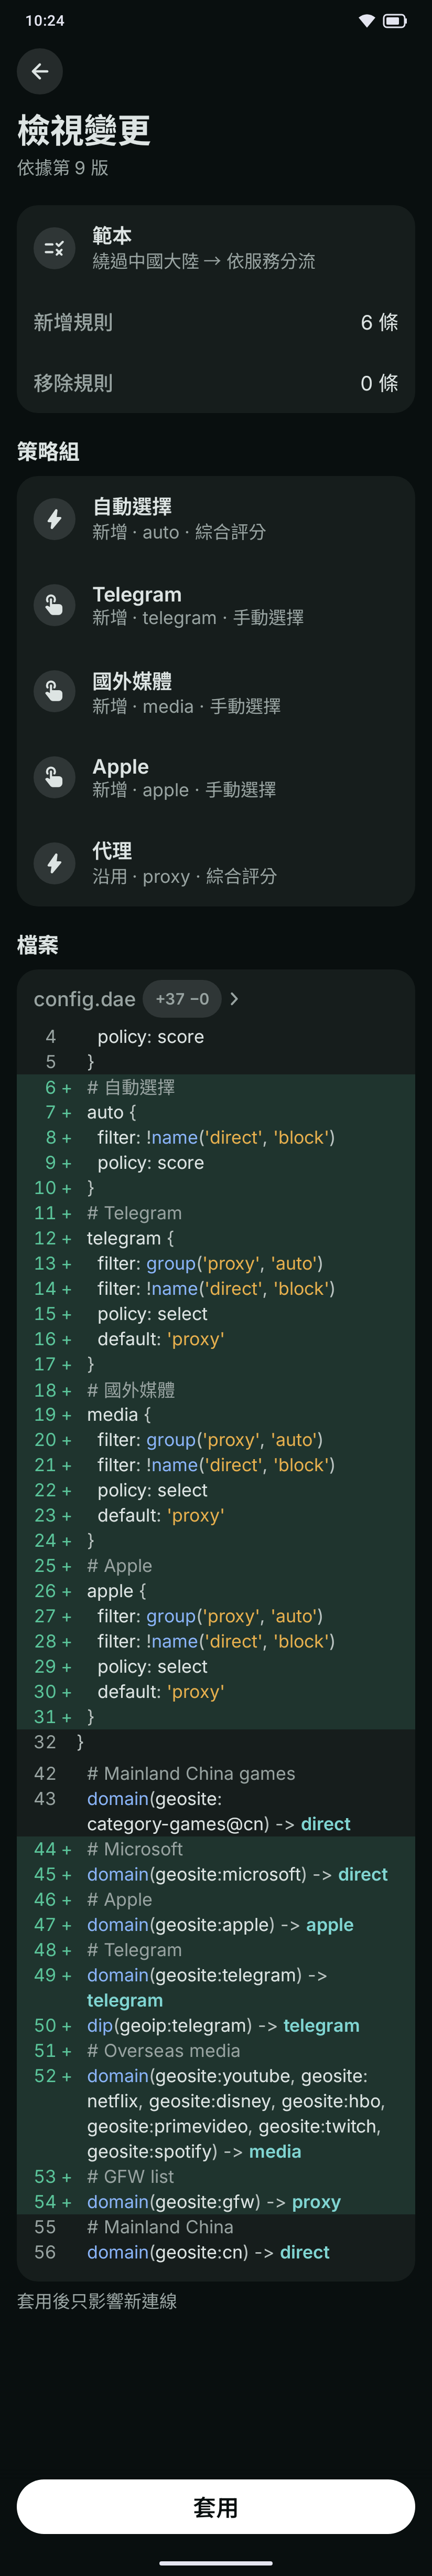 10:24
檢視變更
依據第 9 版
範本
繞過中國大陸 → 依服務分流
新增規則 6 條
移除規則 0 條
策略組
自動選擇
新增 · auto · 綜合評分
Telegram
新增 · telegram · 手動選擇
國外媒體
新增 · media · 手動選擇
Apple
新增 · apple · 手動選擇
代理
沿用 · proxy · 綜合評分
檔案
config.dae +37 −0
4 policy: score
5 }
6 + # 自動選擇
7 + auto {
8 + filter: !name('direct', 'block')
9 + policy: score
10 + }
11 + # Telegram
12 + telegram {
13 + filter: group('proxy', 'auto')
14 + filter: !name('direct', 'block')
15 + policy: select
16 + default: 'proxy'
17 + }
18 + # 國外媒體
19 + media {
20 + filter: group('proxy', 'auto')
21 + filter: !name('direct', 'block')
22 + policy: select
23 + default: 'proxy'
24 + }
25 + # Apple
26 + apple {
27 + filter: group('proxy', 'auto')
28 + filter: !name('direct', 'block')
29 + policy: select
30 + default: 'proxy'
31 + }
32 }
42 # Mainland China games
43 domain(geosite:
category-games@cn) -> direct
44 + # Microsoft
45 + domain(geosite:microsoft) -> direct
46 + # Apple
47 + domain(geosite:apple) -> apple
48 + # Telegram
49 + domain(geosite:telegram) ->
telegram
50 + dip(geoip:telegram) -> telegram
51 + # Overseas media
52 + domain(geosite:youtube, geosite:
netflix, geosite:disney, geosite:hbo,
geosite:primevideo, geosite:twitch,
geosite:spotify) -> media
53 + # GFW list
54 + domain(geosite:gfw) -> proxy
55 # Mainland China
56 domain(geosite:cn) -> direct
套用後只影響新連線
套用